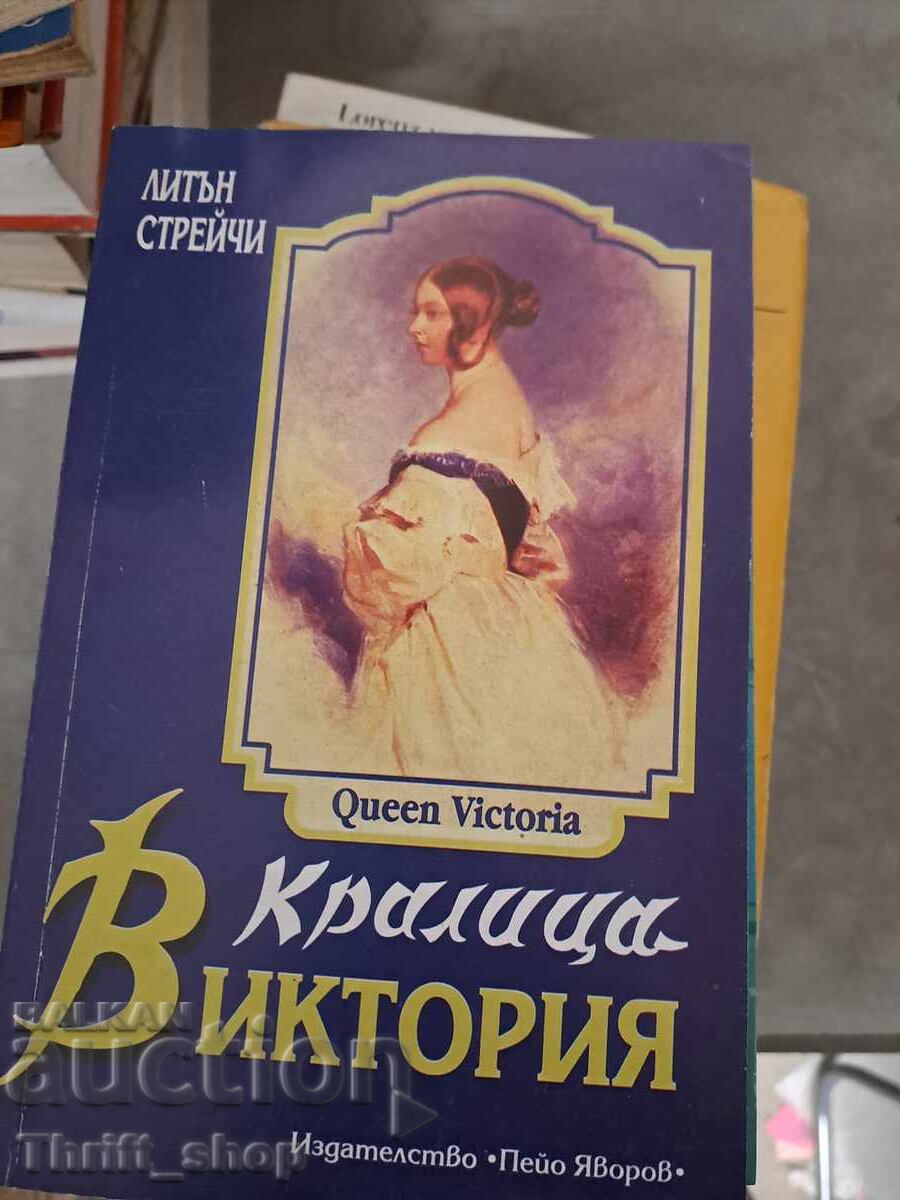 ЛИТЪН
СТРЕЙЧИ
Queen Victoria
Кралица
ВИКТОРИЯ
Издателство •Пейо Яворов•
BALKAN
auction
Thrift_shop